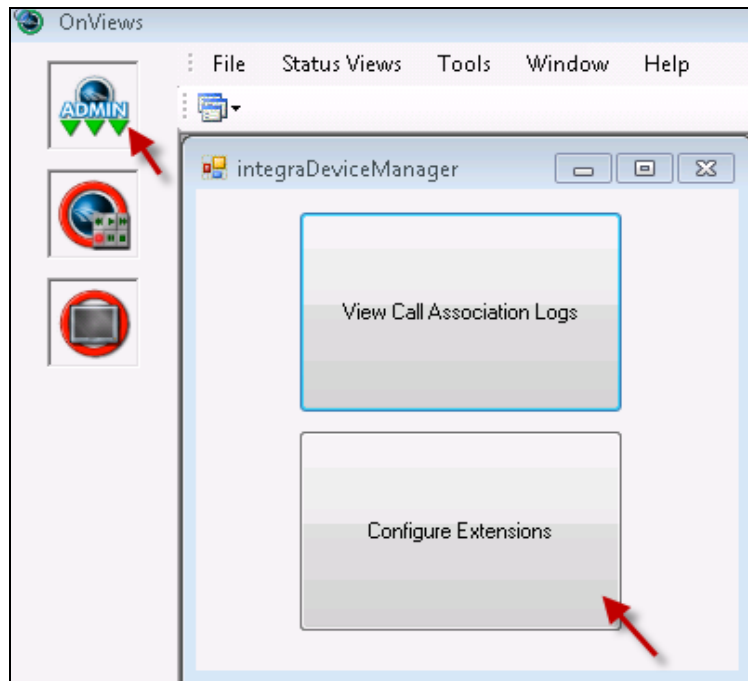 OnViews
File Status Views Tools Window Help
ADMIN
integraDeviceManager
View Call Association Logs
Configure Extensions